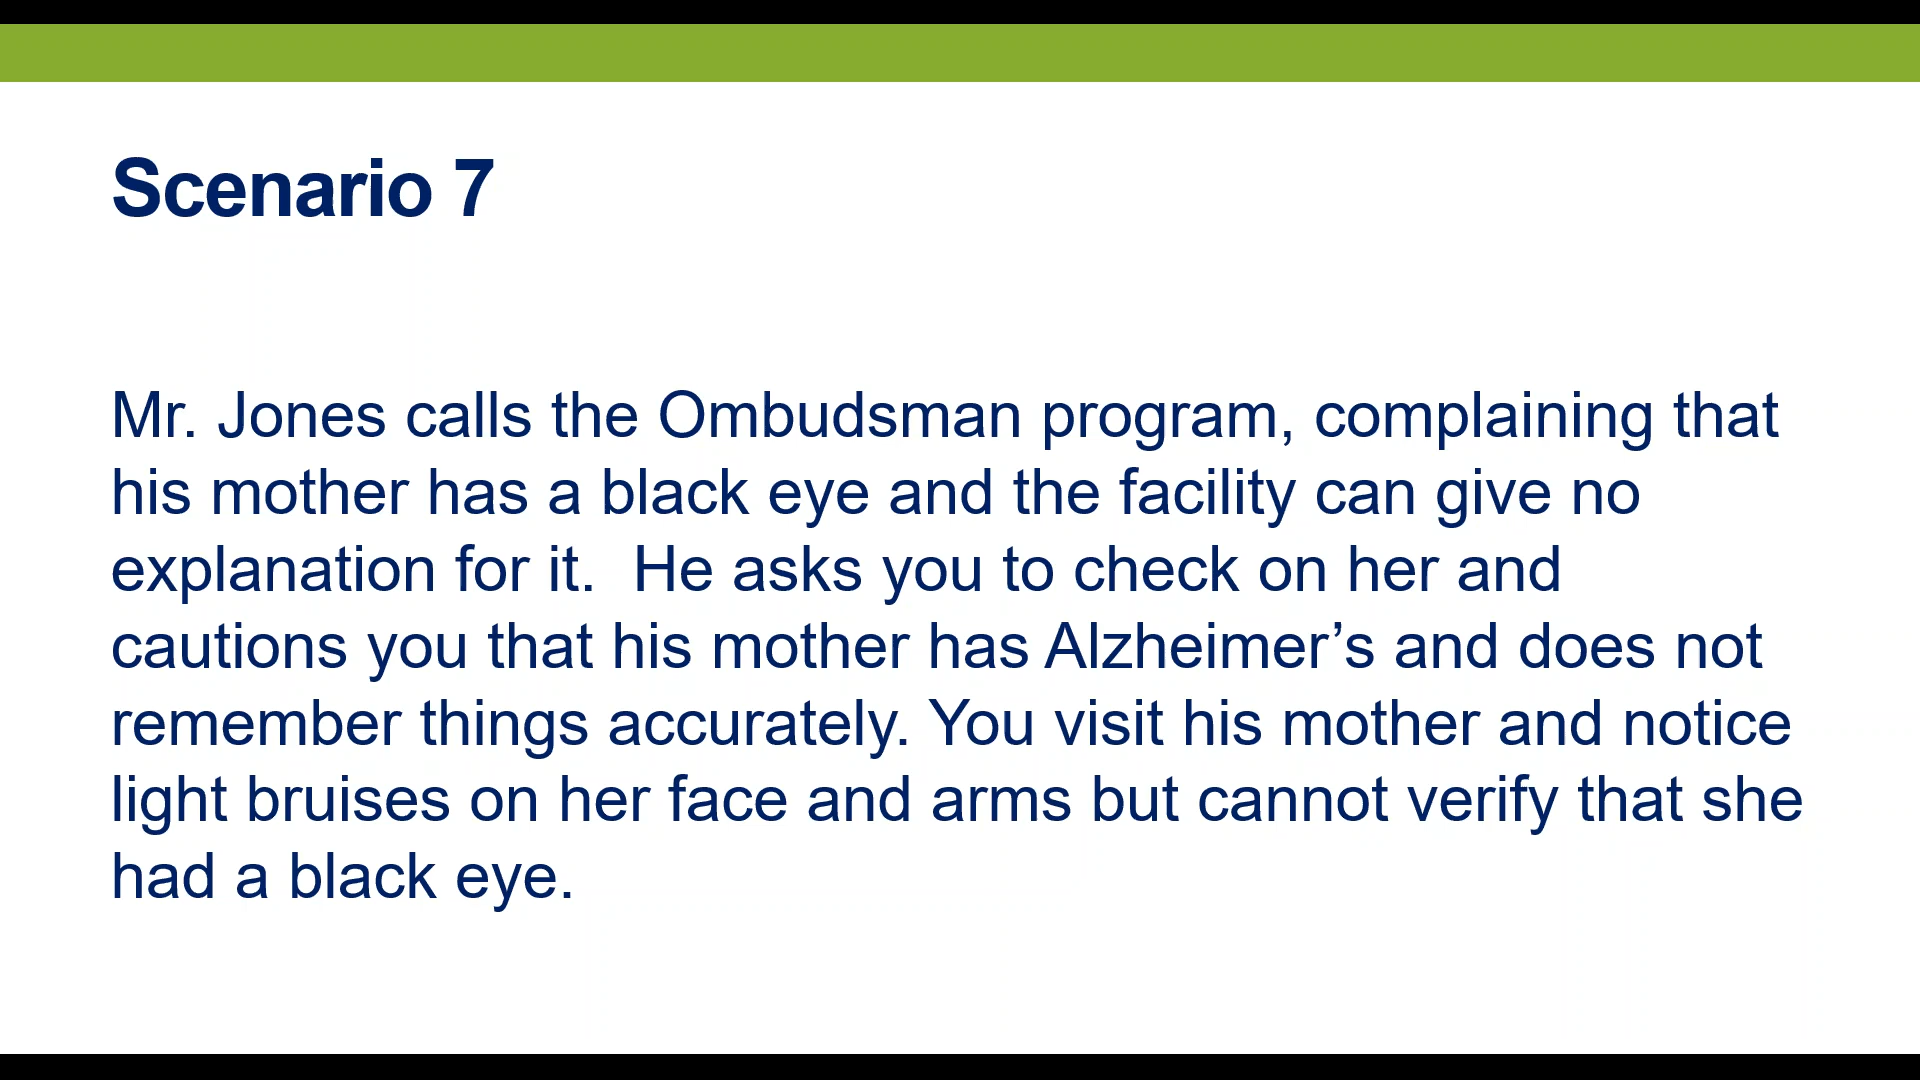 Scenario 7
Mr. Jones calls the Ombudsman program, complaining that
his mother has a black eye and the facility can give no
explanation for it.  He asks you to check on her and
cautions you that his mother has Alzheimer’s and does not
remember things accurately. You visit his mother and notice
light bruises on her face and arms but cannot verify that she
had a black eye.